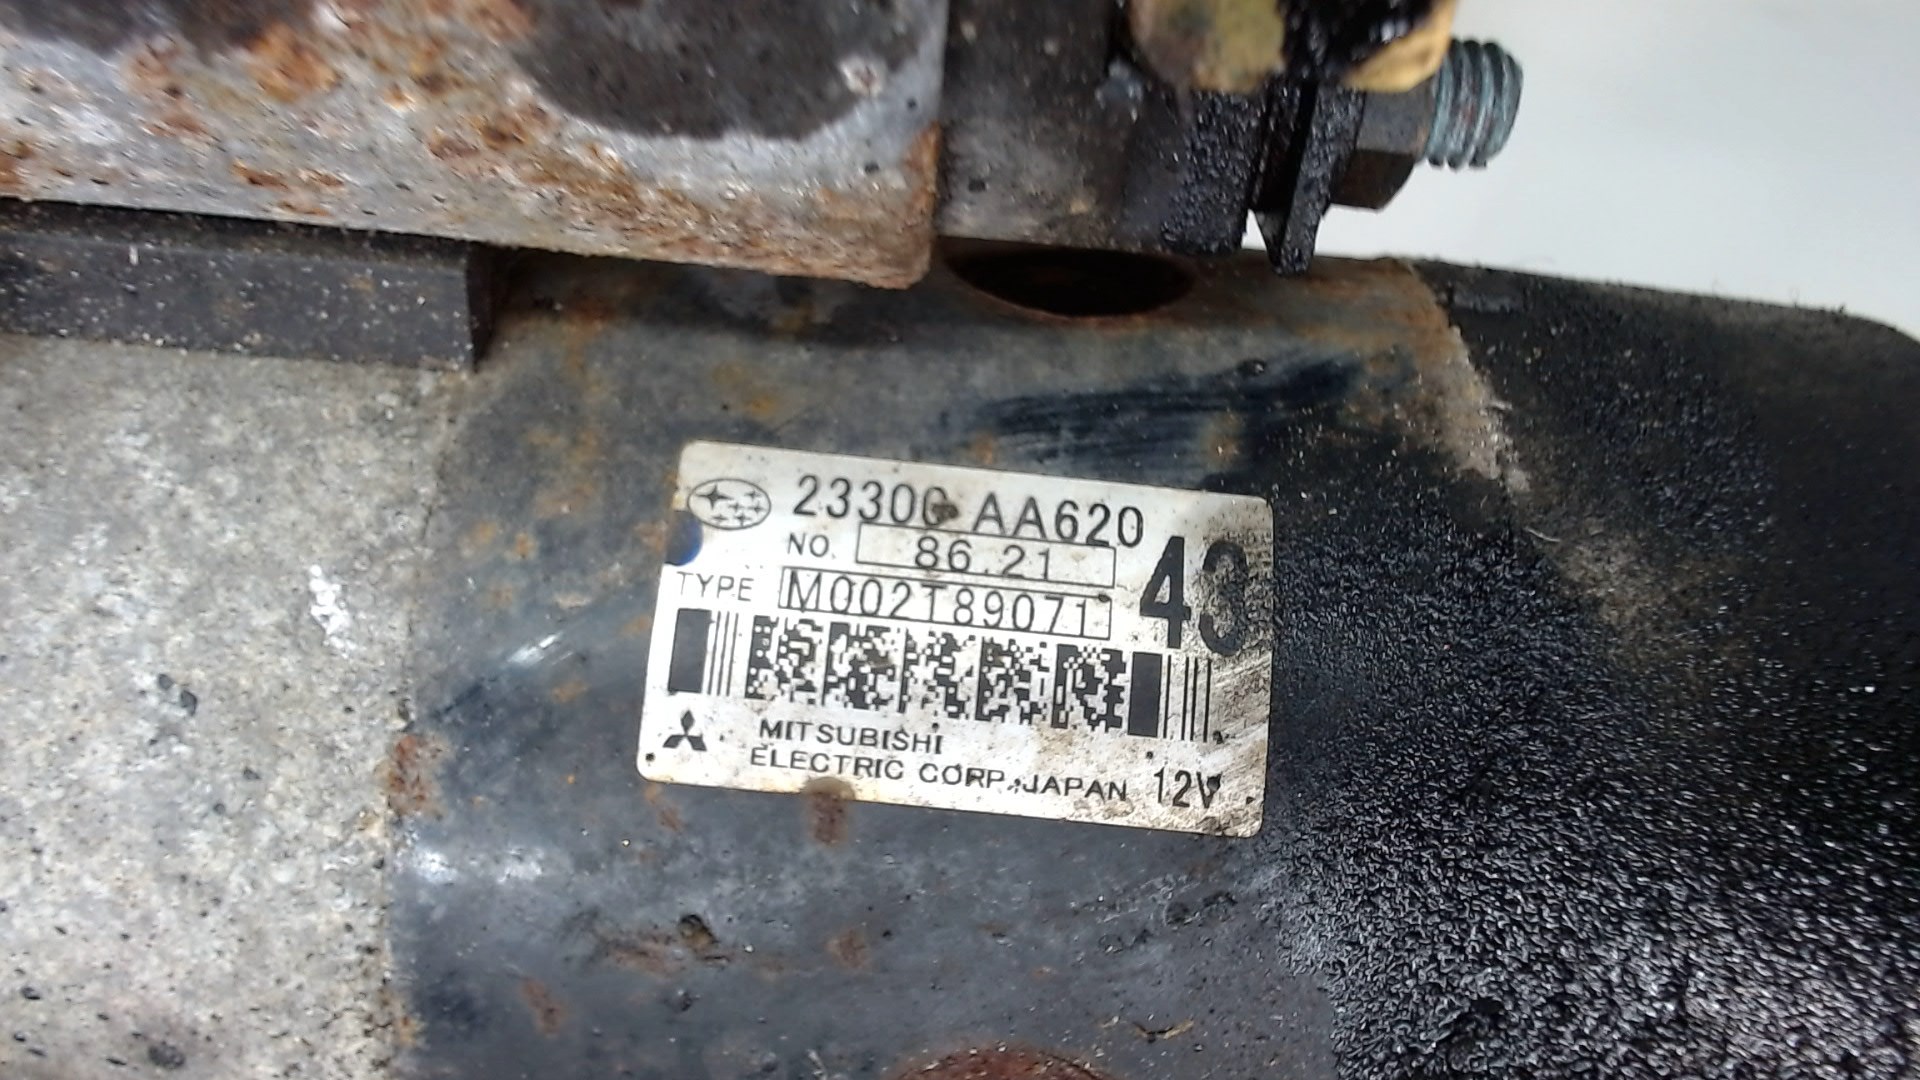 23300-AA620
NO. 86.21
43
TYPE M002T89071
MITSUBISHI
ELECTRIC CORP. JAPAN 12V